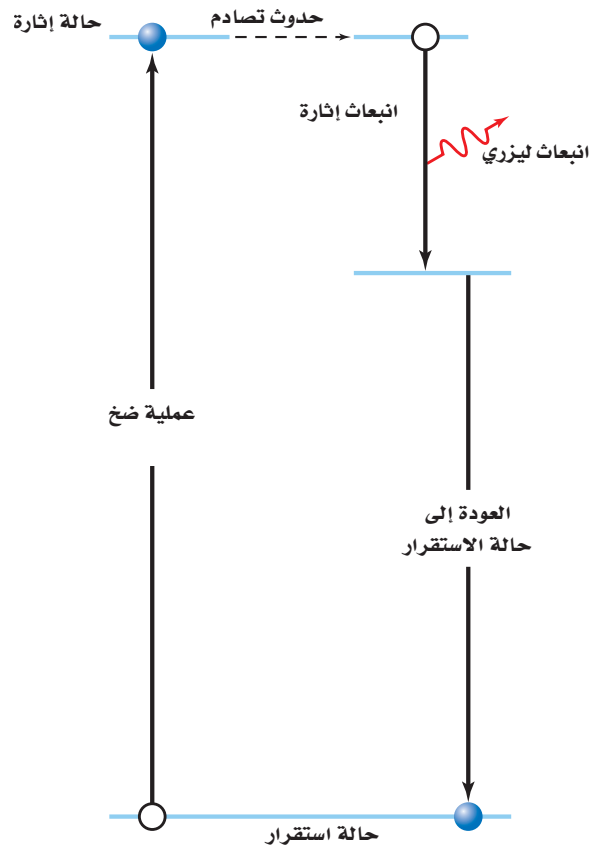 حدوث تصادم
حالة إثارة
انبعاث إثارة
انبعاث ليزري
عملية ضخ
العودة إلى
حالة الاستقرار
حالة استقرار